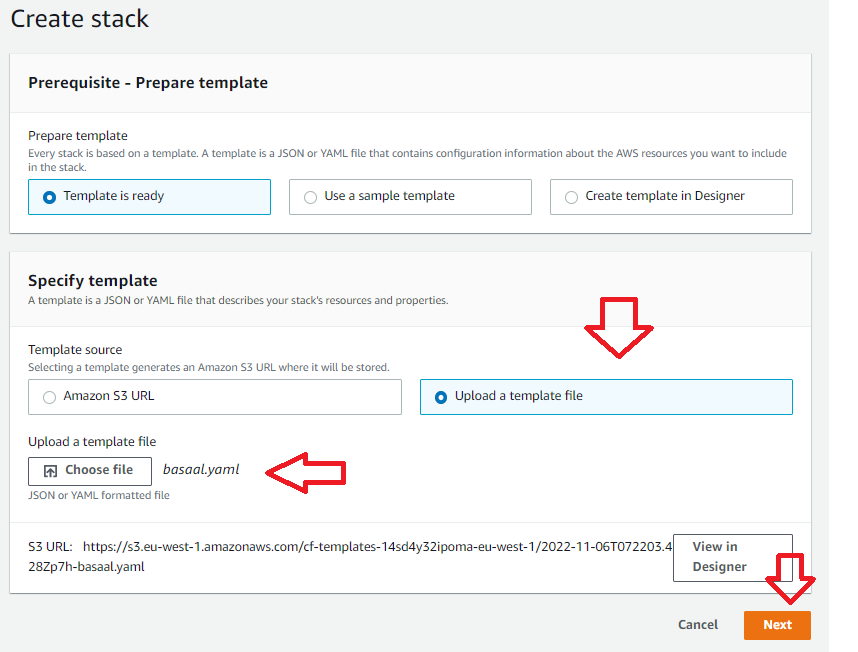 Create stack
Prerequisite - Prepare template
Prepare template
Every stack is based on a template. A template is a JSON or YAML file that contains configuration information about the AWS resources you want to include
in the stack.
Template is ready
Use a sample template
Create template in Designer
Specify template
A template is a JSON or YAML file that describes your stack's resources and properties.
Template source
Selecting a template generates an Amazon S3 URL where it will be stored.
Amazon S3 URL
Upload a template file
Upload a template file
Choose file
basaal.yaml
JSON or YAML formatted file
S3 URL: https://s3.eu-west-1.amazonaws.com/cf-templates-14sd4y32ipoma-eu-west-1/2022-11-06T072203.4
28Zp7h-basaal.yaml
View in
Designer
Cancel
Next